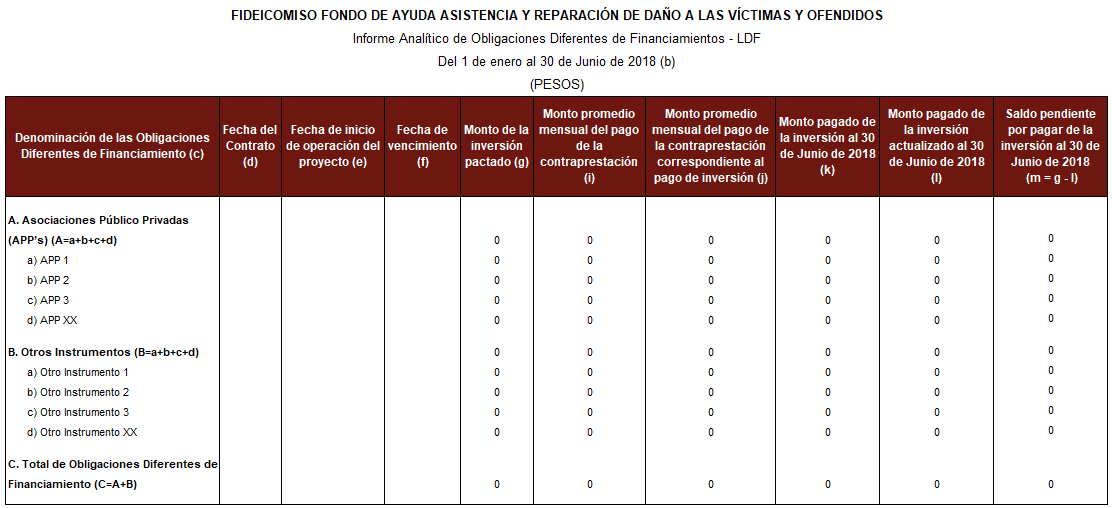 FIDEICOMISO FONDO DE AYUDA ASISTENCIA Y REPARACIÓN DE DAÑO A LAS VÍCTIMAS Y OFENDIDOS
Informe Analítico de Obligaciones Diferentes de Financiamientos - LDF
Del 1 de enero al 30 de Junio de 2018 (b)
(PESOS)
Denominación de las Obligaciones
Diferentes de Financiamiento (c)
Fecha del
Contrato
(d)
Fecha de inicio
de operación del
proyecto (e)
Fecha de
vencimiento
(f)
Monto de la
inversión
pactado (g)
Monto promedio
mensual del pago
de la
contraprestación
(i)
Monto promedio
mensual del pago de
la contraprestación
correspondiente al
pago de inversión (j)
Monto pagado de
la inversión al 30
de Junio de 2018
(k)
Monto pagado de
la inversión
actualizado al 30
de Junio de 2018
(l)
Saldo pendiente
por pagar de la
inversión al 30 de
Junio de 2018
(m = g - l)
A. Asociaciones Público Privadas
(APP's) (A=a+b+c+d) 0 0 0 0 0 0
a) APP 1 0 0 0 0 0 0
b) APP 2 0 0 0 0 0 0
c) APP 3 0 0 0 0 0 0
d) APP XX 0 0 0 0 0 0
B. Otros Instrumentos (B=a+b+c+d) 0 0 0 0 0 0
a) Otro Instrumento 1 0 0 0 0 0 0
b) Otro Instrumento 2 0 0 0 0 0 0
c) Otro Instrumento 3 0 0 0 0 0 0
d) Otro Instrumento XX 0 0 0 0 0 0
C. Total de Obligaciones Diferentes de
Financiamiento (C=A+B) 0 0 0 0 0 0